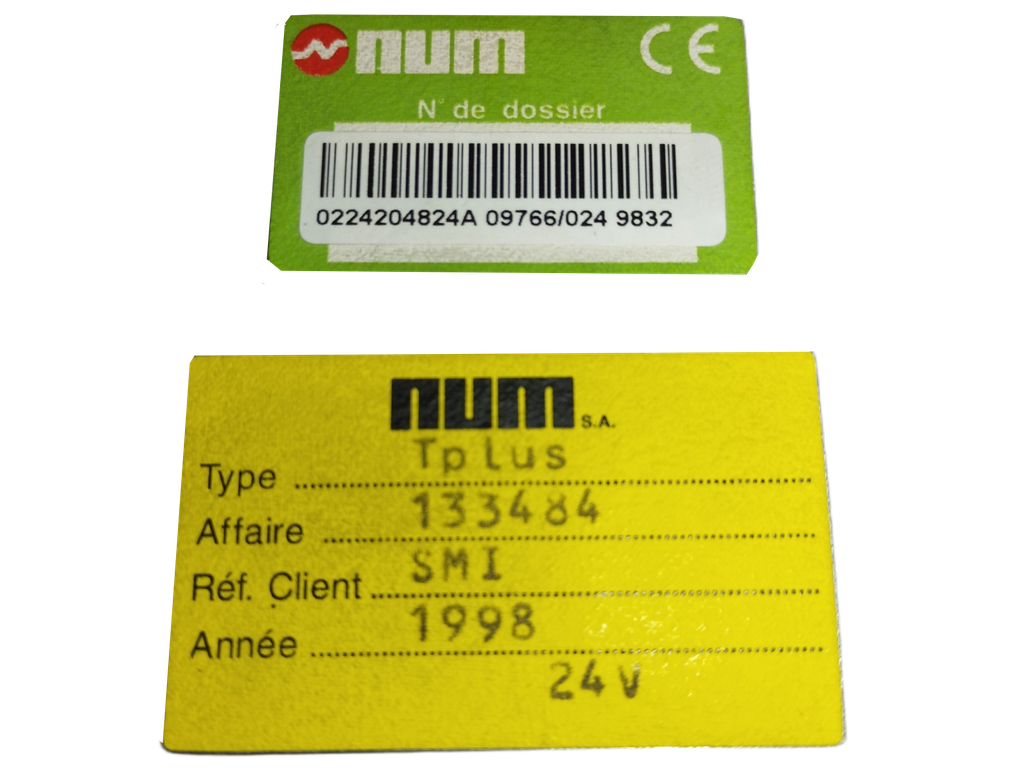 num CE
N° de dossier
0224204824A 09766/024 9832
num S.A.
Type Tplus
Affaire 133484
Réf. Client SMI
Année 1998
24V